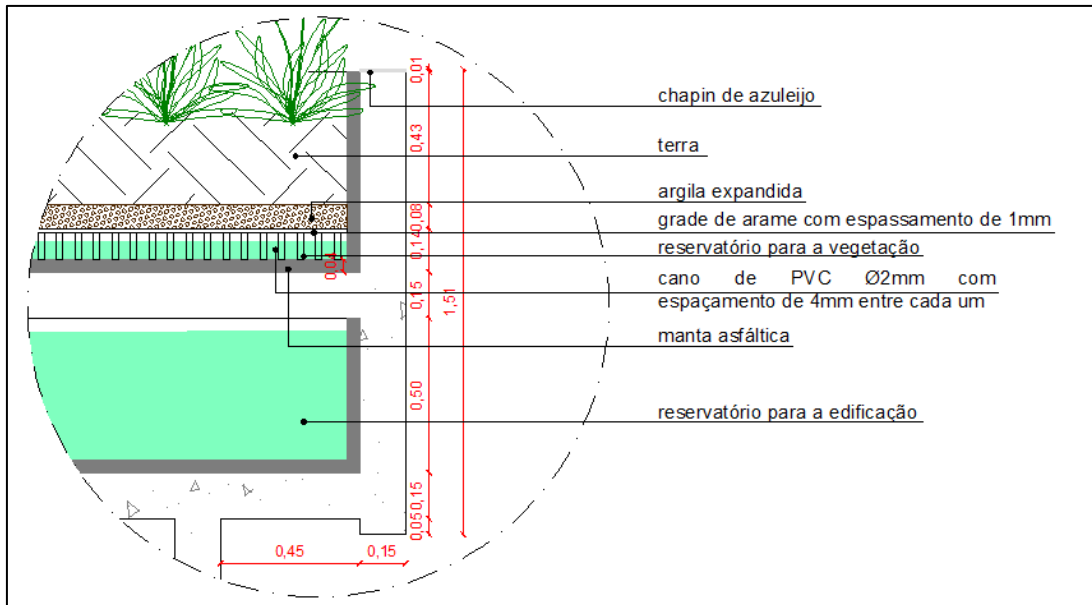 chapin de azuleijo
terra
argila expandida
grade de arame com espassamento de 1mm
reservatório para a vegetação
cano de PVC Ø2mm com
espaçamento de 4mm entre cada um
manta asfáltica
reservatório para a edificação
0,01
0,43
0,08
0,14
0,04
0,15
1,51
0,50
0,15
0,05
0,45
0,15